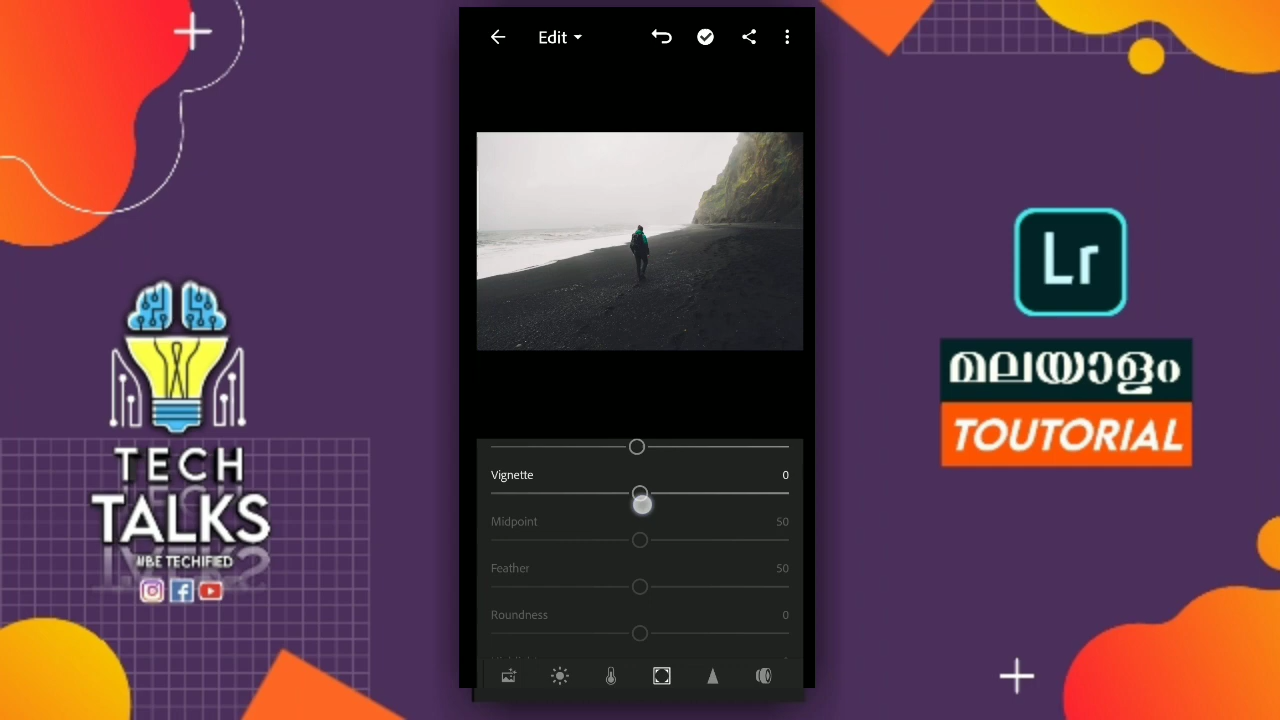 Edit
Vignette 0
Midpoint 50
Feather 50
Roundness 0
TECH
TALKS
#BE TECHIFIED
Lr
മലയാളം
TOUTORIAL